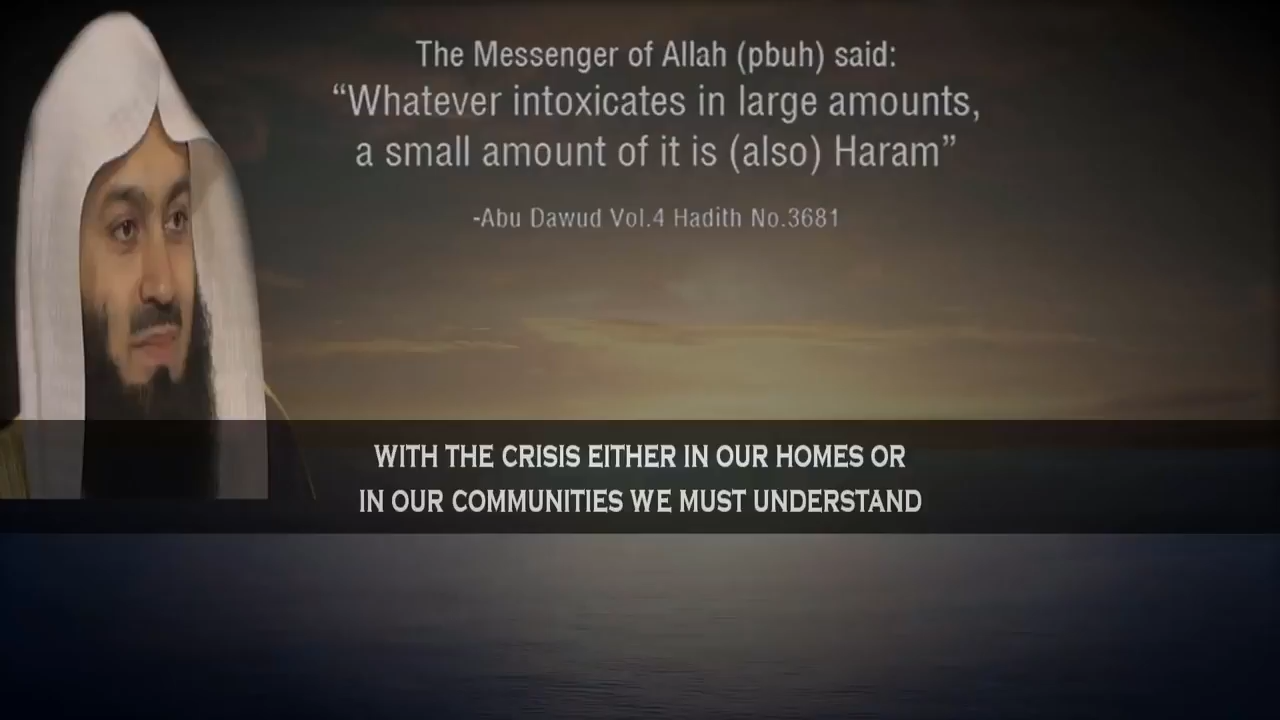 The Messenger of Allah (pbuh) said:
“Whatever intoxicates in large amounts,
a small amount of it is (also) Haram”
-Abu Dawud Vol.4 Hadith No.3681
WITH THE CRISIS EITHER IN OUR HOMES OR
IN OUR COMMUNITIES WE MUST UNDERSTAND